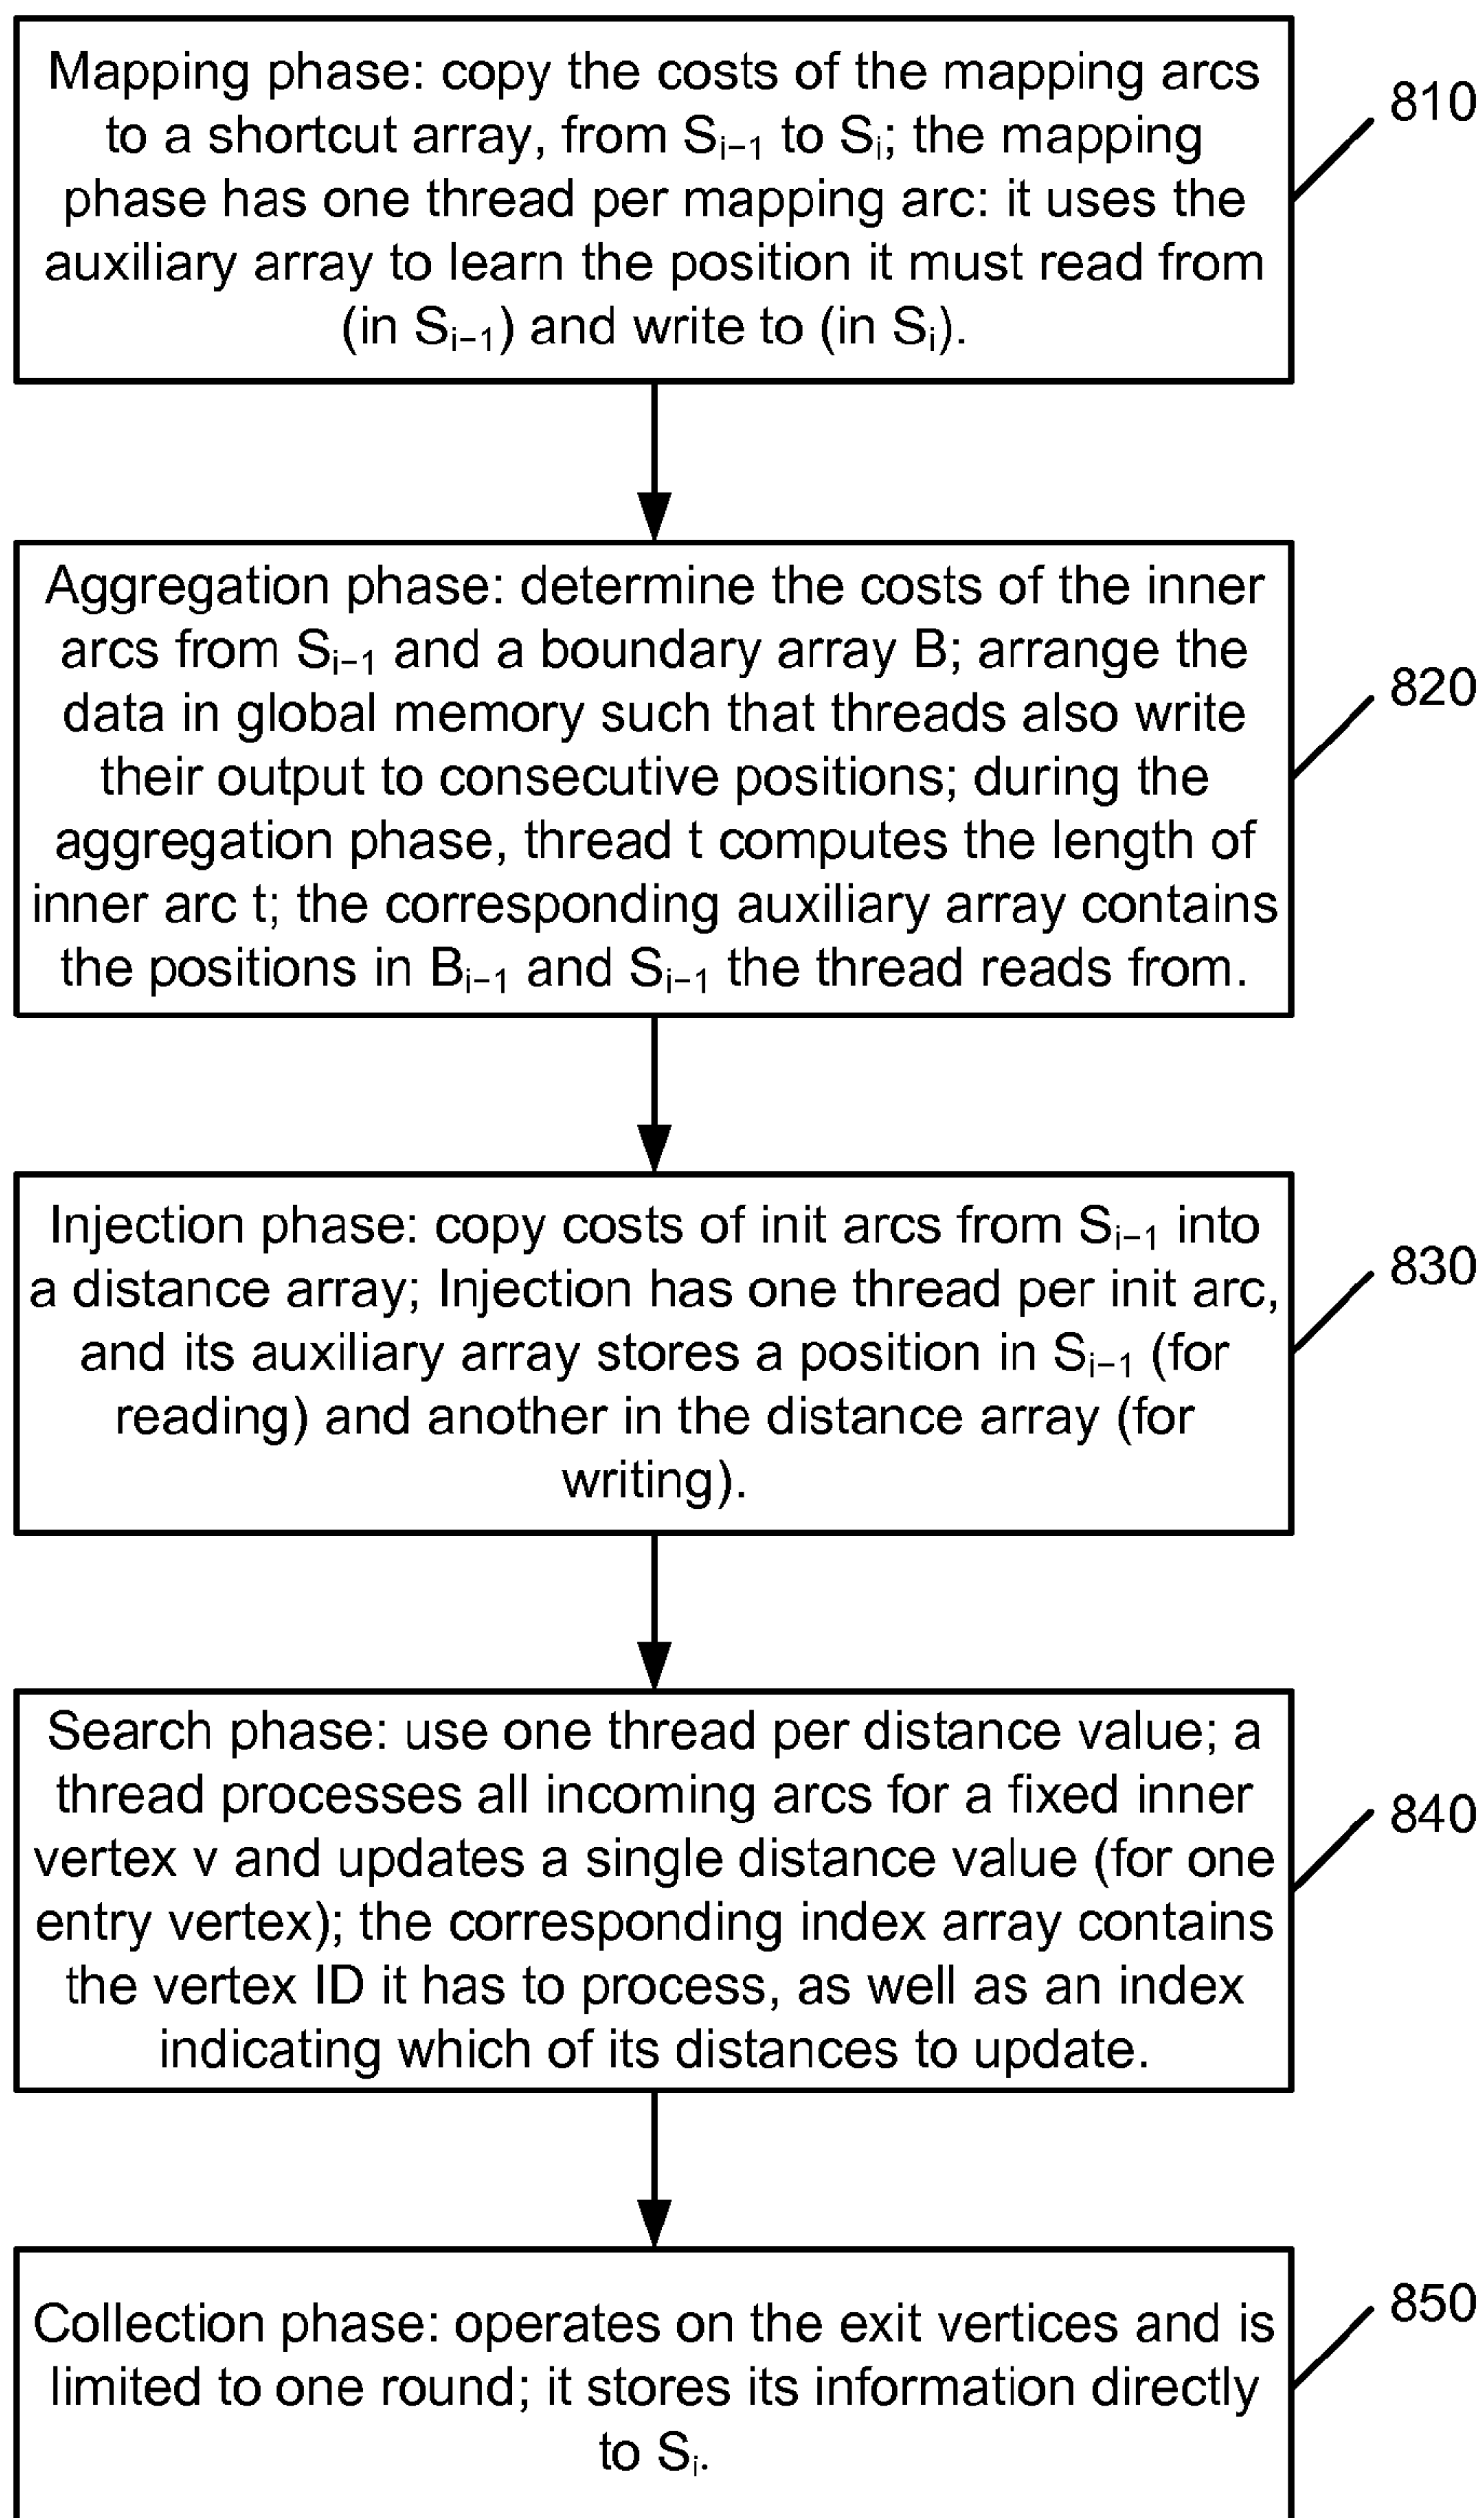 Mapping phase: copy the costs of the mapping arcs
to a shortcut array, from Sᵢ₋₁ to Sᵢ; the mapping
phase has one thread per mapping arc: it uses the
auxiliary array to learn the position it must read from
(in Sᵢ₋₁) and write to (in Sᵢ).
810
Aggregation phase: determine the costs of the inner
arcs from Sᵢ₋₁ and a boundary array B; arrange the
data in global memory such that threads also write
their output to consecutive positions; during the
aggregation phase, thread t computes the length of
inner arc t; the corresponding auxiliary array contains
the positions in Bᵢ₋₁ and Sᵢ₋₁ the thread reads from.
820
Injection phase: copy costs of init arcs from Sᵢ₋₁ into
a distance array; Injection has one thread per init arc,
and its auxiliary array stores a position in Sᵢ₋₁ (for
reading) and another in the distance array (for
writing).
830
Search phase: use one thread per distance value; a
thread processes all incoming arcs for a fixed inner
vertex v and updates a single distance value (for one
entry vertex); the corresponding index array contains
the vertex ID it has to process, as well as an index
indicating which of its distances to update.
840
Collection phase: operates on the exit vertices and is
limited to one round; it stores its information directly
to Sᵢ.
850